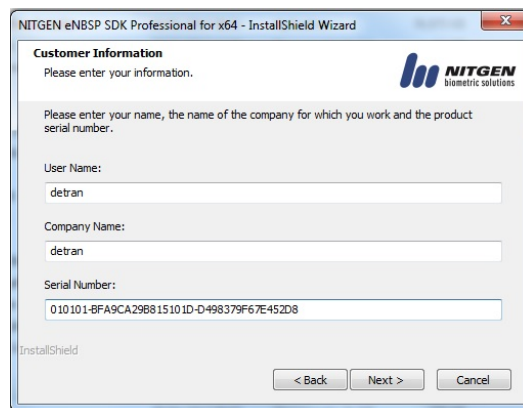 NITGEN eNBSP SDK Professional for x64 - InstallShield Wizard
Customer Information
Please enter your information.
NITGEN
biometric solutions
Please enter your name, the name of the company for which you work and the product
serial number.
User Name:
detran
Company Name:
detran
Serial Number:
010101-BFA9CA29B815101D-D498379F67E452D8
InstallShield
< Back
Next >
Cancel